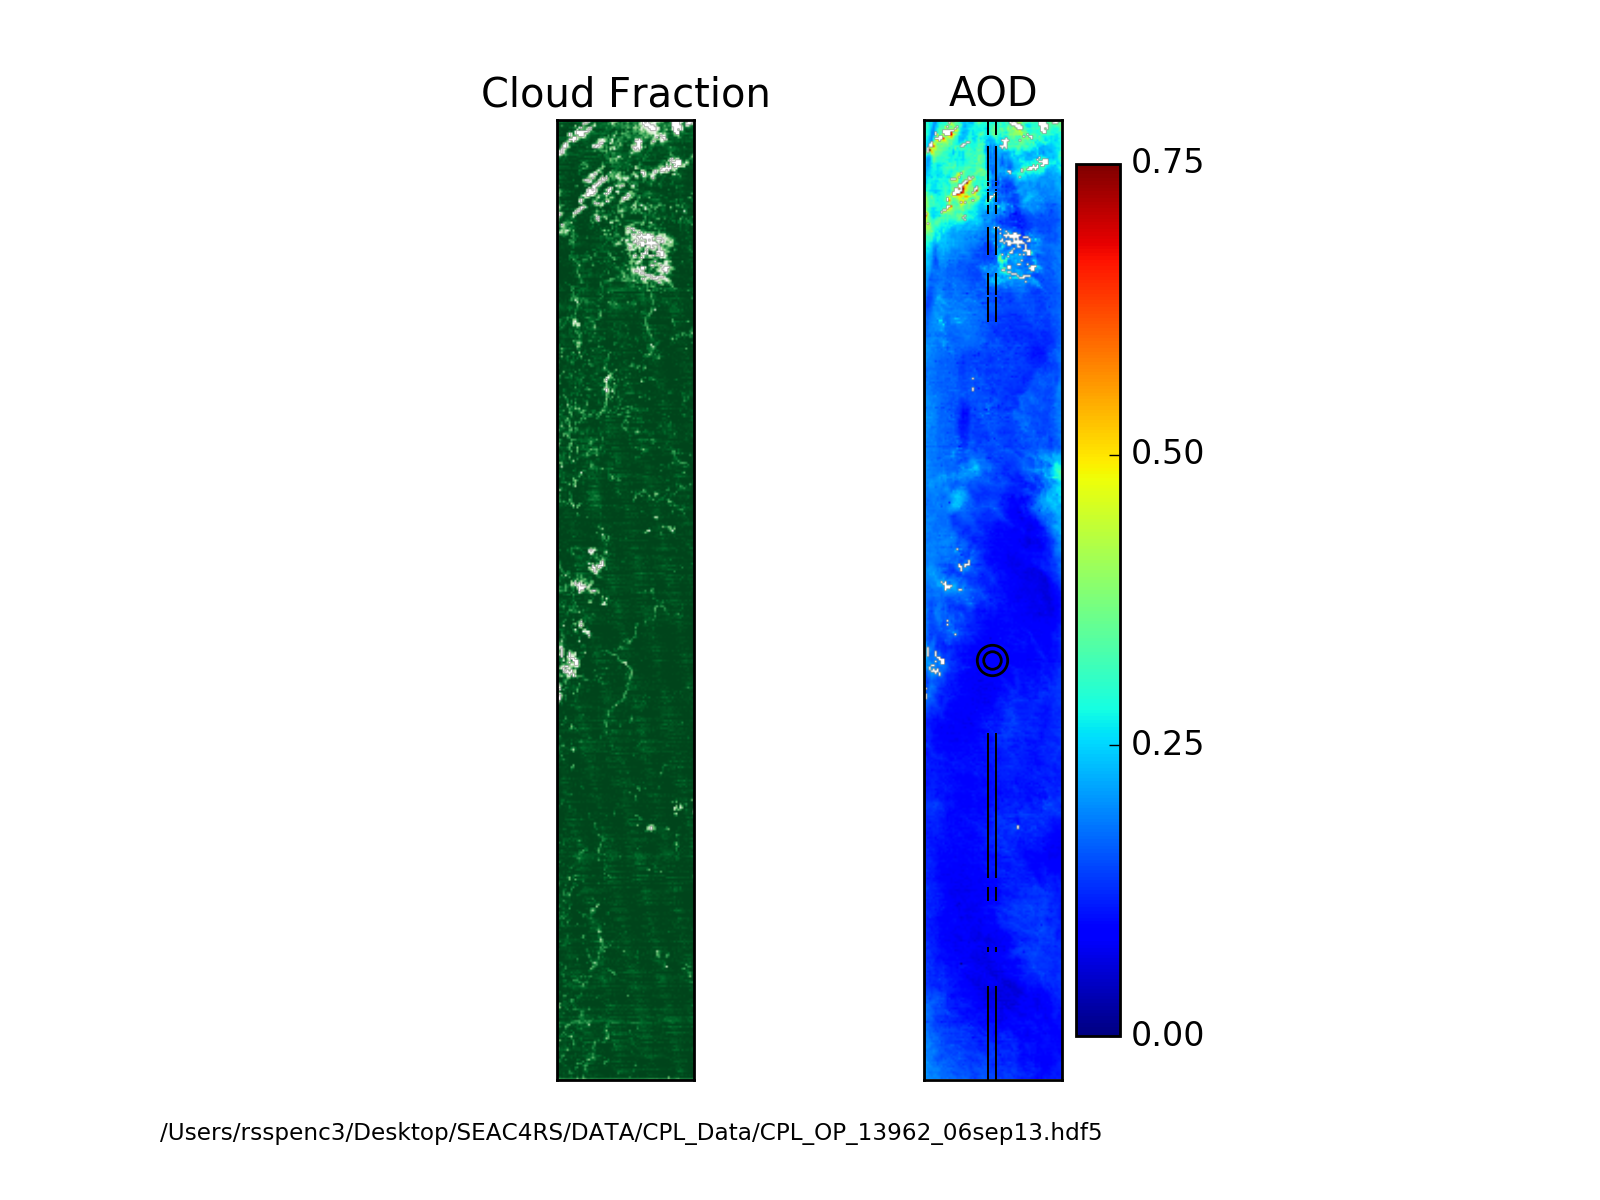 Cloud Fraction
AOD
0.75
0.50
0.25
0.00
/Users/rsspenc3/Desktop/SEAC4RS/DATA/CPL_Data/CPL_OP_13962_06sep13.hdf5